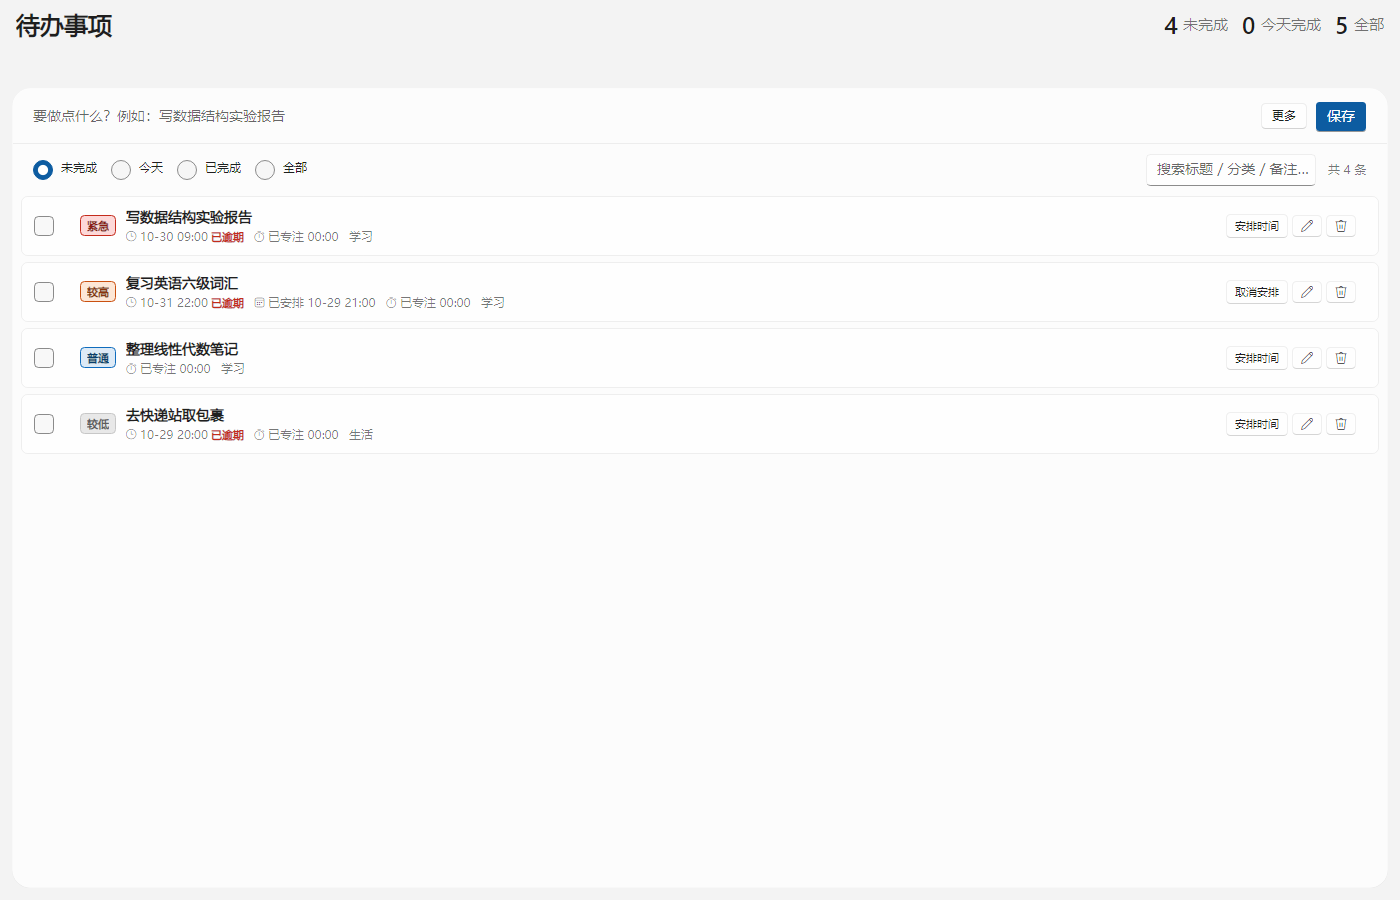 待办事项
4 未完成 0 今天完成 5 全部
要做点什么？例如：写数据结构实验报告 更多 保存
未完成 今天 已完成 全部 搜索标题 / 分类 / 备注... 共 4 条
紧急 写数据结构实验报告
10-30 09:00 已逾期 已专注 00:00 学习 安排时间
较高 复习英语六级词汇
10-31 22:00 已逾期 已安排 10-29 21:00 已专注 00:00 学习 取消安排
普通 整理线性代数笔记
已专注 00:00 学习 安排时间
较低 去快递站取包裹
10-29 20:00 已逾期 已专注 00:00 生活 安排时间